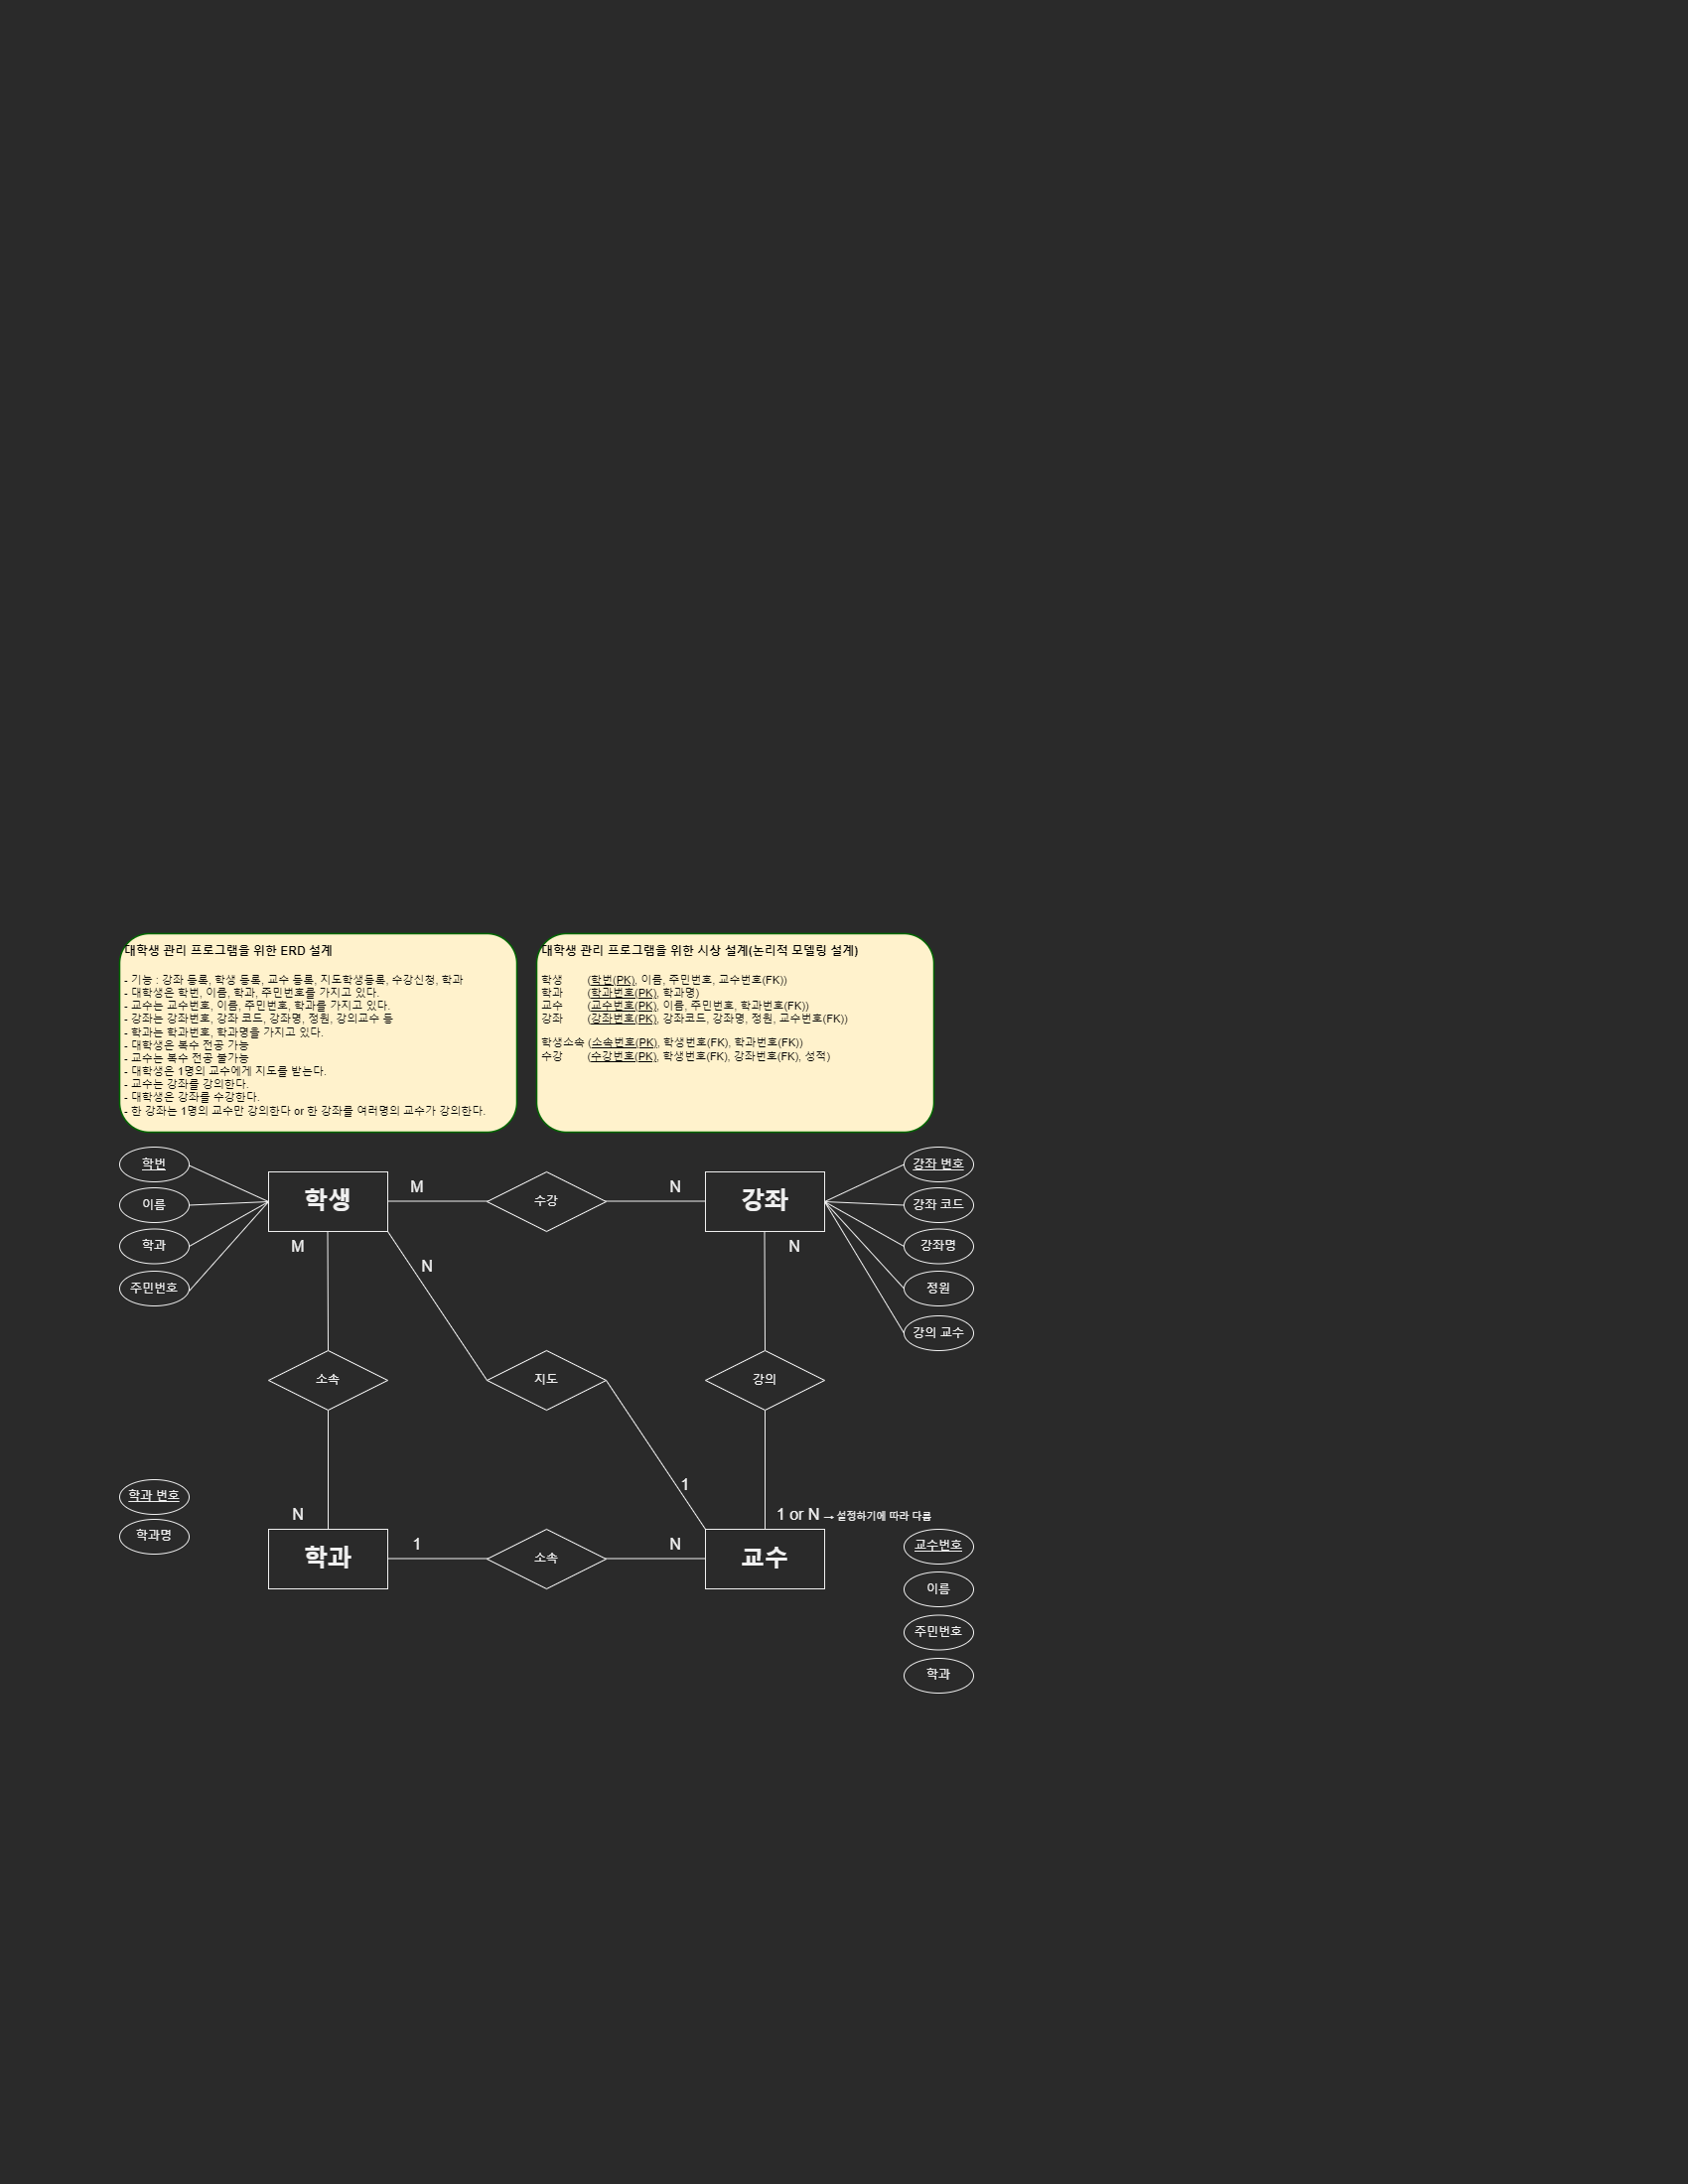 대학생 관리 프로그램을 위한 ERD 설계
- 기능 : 강좌 등록, 학생 등록, 교수 등록, 지도학생등록, 수강신청, 학과
- 대학생은 학번, 이름, 학과, 주민번호를 가지고 있다.
- 교수는 교수번호, 이름, 주민번호, 학과를 가지고 있다.
- 강좌는 강좌번호, 강좌 코드, 강좌명, 정원, 강의교수 등
- 학과는 학과번호, 학과명을 가지고 있다.
- 대학생은 복수 전공 가능
- 교수는 복수 전공 불가능
- 대학생은 1명의 교수에게 지도를 받는다.
- 교수는 강좌를 강의한다.
- 대학생은 강좌를 수강한다.
- 한 강좌는 1명의 교수만 강의한다 or 한 강좌를 여러명의 교수가 강의한다.
대학생 관리 프로그램을 위한 시상 설계(논리적 모델링 설계)
학생 (학번(PK), 이름, 주민번호, 교수번호(FK))
학과 (학과번호(PK), 학과명)
교수 (교수번호(PK), 이름, 주민번호, 학과번호(FK))
강좌 (강좌번호(PK), 강좌코드, 강좌명, 정원, 교수번호(FK))
학생소속 (소속번호(PK), 학생번호(FK), 학과번호(FK))
수강 (수강번호(PK), 학생번호(FK), 강좌번호(FK), 성적)
학번
이름
학과
주민번호
학생
M
수강
N
강좌
강좌 번호
강좌 코드
강좌명
정원
강의 교수
M
N
N
소속
지도
강의
학과 번호
학과명
N
1
1 or N → 설정하기에 따라 다름
학과
1
소속
N
교수
교수번호
이름
주민번호
학과